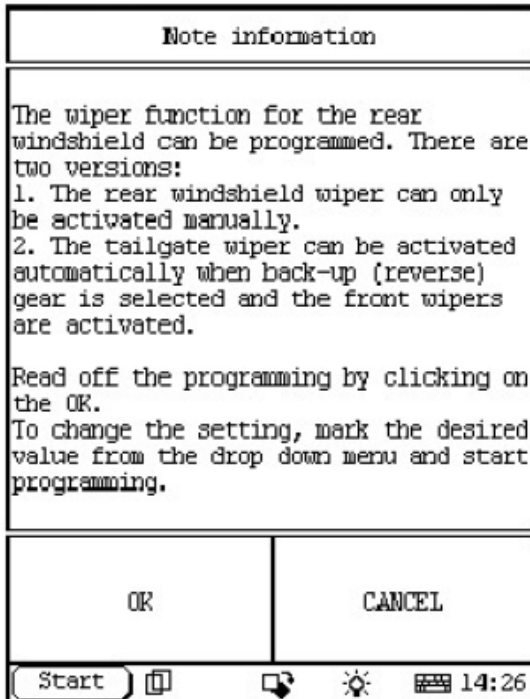 Note information
The wiper function for the rear
windshield can be programmed. There are
two versions:
1. The rear windshield wiper can only
be activated manually.
2. The tailgate wiper can be activated
automatically when back-up (reverse)
gear is selected and the front wipers
are activated.
Read off the programming by clicking on
the OK.
To change the setting, mark the desired
value from the drop down menu and start
programming.
OK
CANCEL
Start
14:26